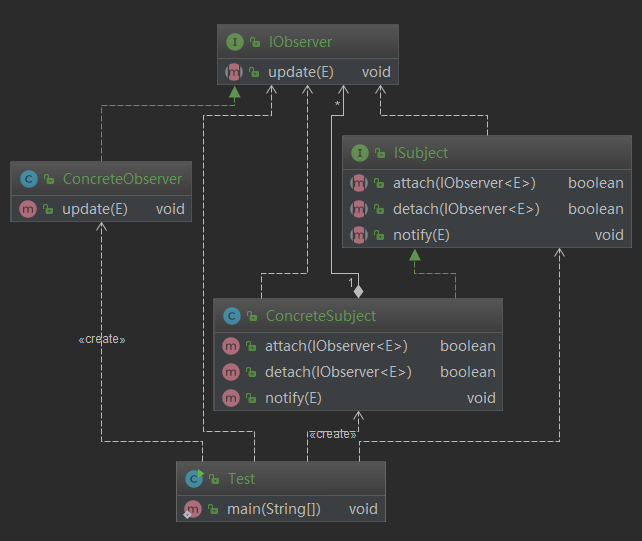 I IObserver
m update(E) void
*
I ISubject
m attach(IObserver<E>) boolean
m detach(IObserver<E>) boolean
m notify(E) void
C ConcreteObserver
m update(E) void
1
C ConcreteSubject
m attach(IObserver<E>) boolean
m detach(IObserver<E>) boolean
m notify(E) void
«create»
«create»
C Test
m main(String[]) void